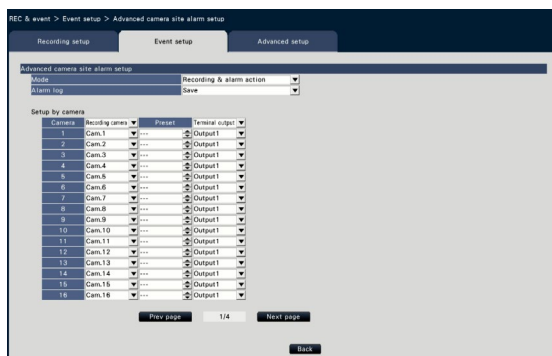 REC & event > Event setup > Advanced camera site alarm setup
Recording setup Event setup Advanced setup
Advanced camera site alarm setup
Mode Recording & alarm action
Alarm log Save
Setup by camera
Camera Recording camera Preset Terminal output
1 Cam.1 --- Output1
2 Cam.2 --- Output1
3 Cam.3 --- Output1
4 Cam.4 --- Output1
5 Cam.5 --- Output1
6 Cam.6 --- Output1
7 Cam.7 --- Output1
8 Cam.8 --- Output1
9 Cam.9 --- Output1
10 Cam.10 --- Output1
11 Cam.11 --- Output1
12 Cam.12 --- Output1
13 Cam.13 --- Output1
14 Cam.14 --- Output1
15 Cam.15 --- Output1
16 Cam.16 --- Output1
Prev page 1/4 Next page
Back